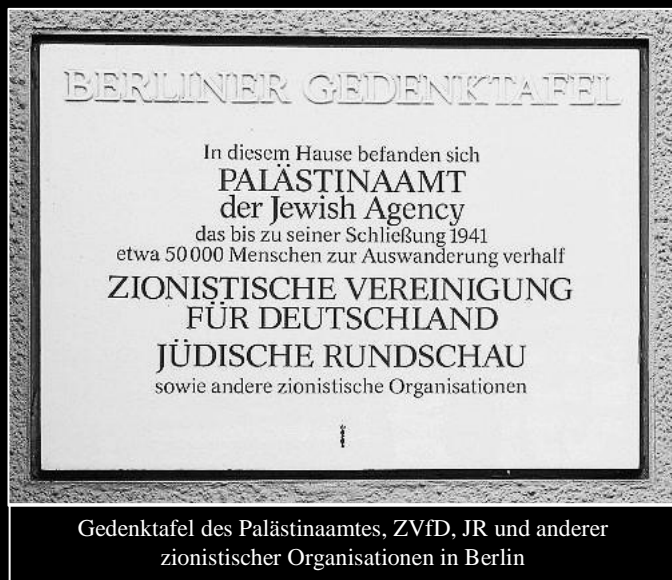 BERLINER GEDENKTAFEL
In diesem Hause befanden sich
PALÄSTINAAMT
der Jewish Agency
das bis zu seiner Schließung 1941
etwa 50 000 Menschen zur Auswanderung verhalf
ZIONISTISCHE VEREINIGUNG
FÜR DEUTSCHLAND
JÜDISCHE RUNDSCHAU
sowie andere zionistische Organisationen
Gedenktafel des Palästinaamtes, ZVfD, JR und anderer
zionistischer Organisationen in Berlin